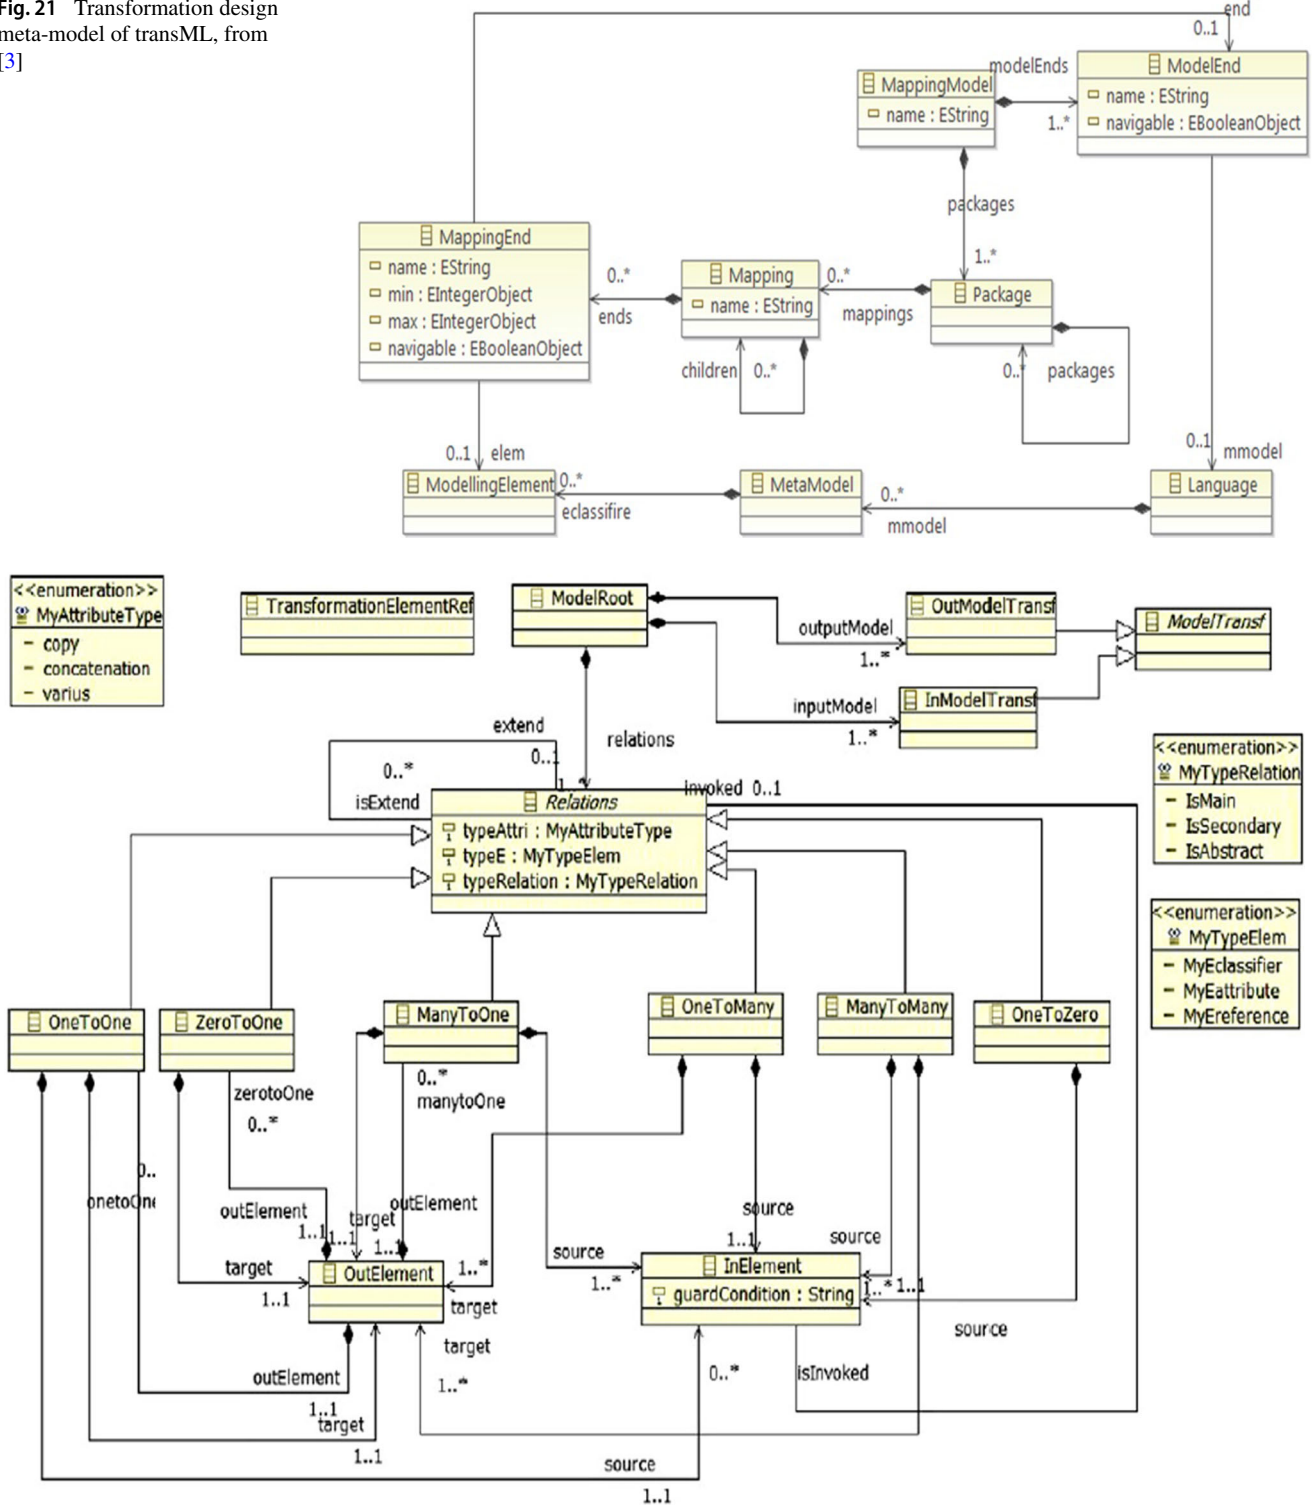 Fig. 21 Transformation design
meta-model of transML, from
[3]
end
0..1
modelEnds
1..*
MappingModel
name : EString
ModelEnd
name : EString
navigable : EBooleanObject
packages
1..*
MappingEnd
name : EString
min : EIntegerObject
max : EIntegerObject
navigable : EBooleanObject
0..*
ends
Mapping
name : EString
0..*
mappings
Package
children
0..*
0..*
packages
0..1
elem
0..1
mmodel
ModellingElement
0..*
eclassifire
MetaModel
0..*
mmodel
Language
<<enumeration>>
MyAttributeType
copy
concatenation
varius
TransformationElementRef
ModelRoot
outputModel
1..*
OutModelTransf
ModelTransf
inputModel
1..*
InModelTransf
relations
1..*
extend
0..1
0..*
isExtend
invoked 0..1
Relations
typeAttri : MyAttributeType
typeE : MyTypeElem
typeRelation : MyTypeRelation
<<enumeration>>
MyTypeRelation
IsMain
IsSecondary
IsAbstract
<<enumeration>>
MyTypeElem
MyEclassifier
MyEattribute
MyEreference
OneToOne
ZeroToOne
ManyToOne
OneToMany
ManyToMany
OneToZero
zerotoOne
0..*
0..*
manytoOne
0..
onetoOne
outElement
1..1
target
1..1
outElement
1..1
target
1..1
1..*
target
OutElement
source
1..*
source
1..1
source
1..*
1..1
source
InElement
guardCondition : String
target
1..*
outElement
1..1
target
1..1
0..*
isInvoked
source
1..1